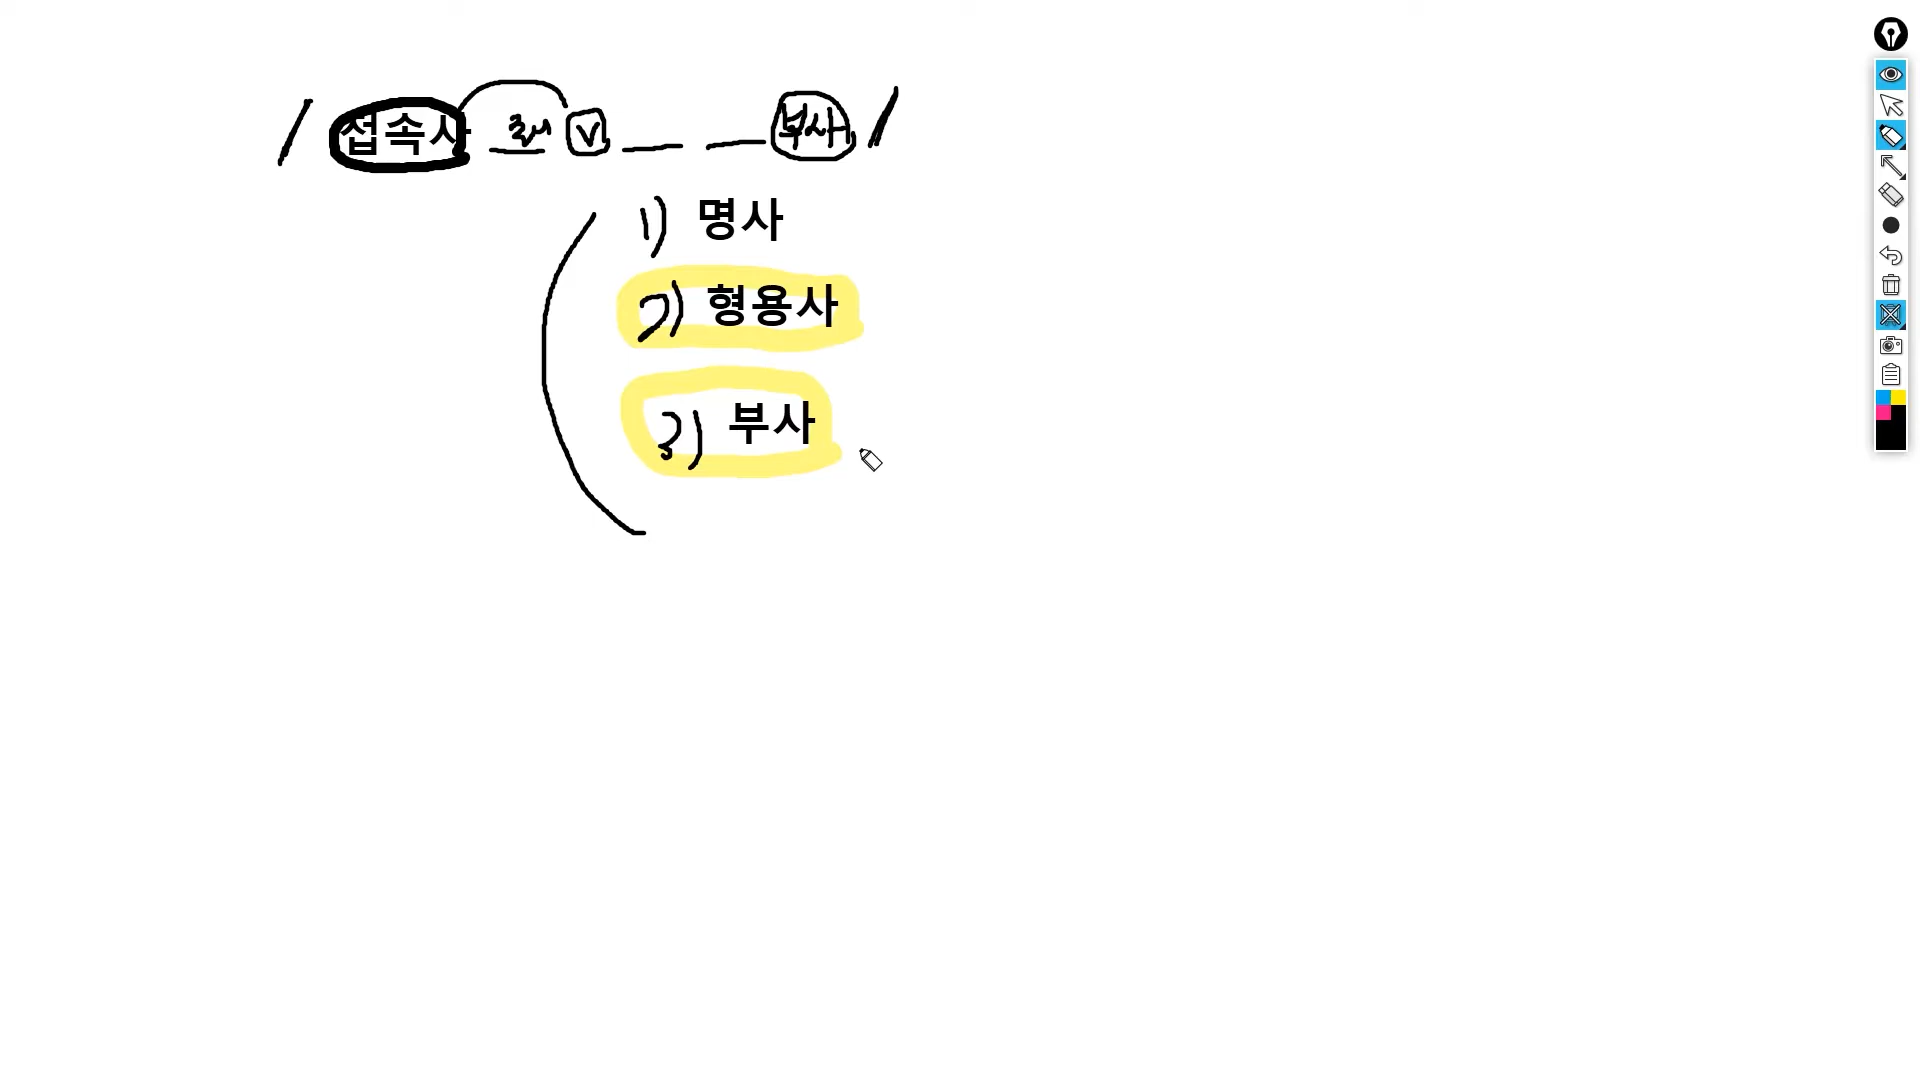 / 접속사 주어 V __ __ 부사 /
1) 명사
2) 형용사
3) 부사